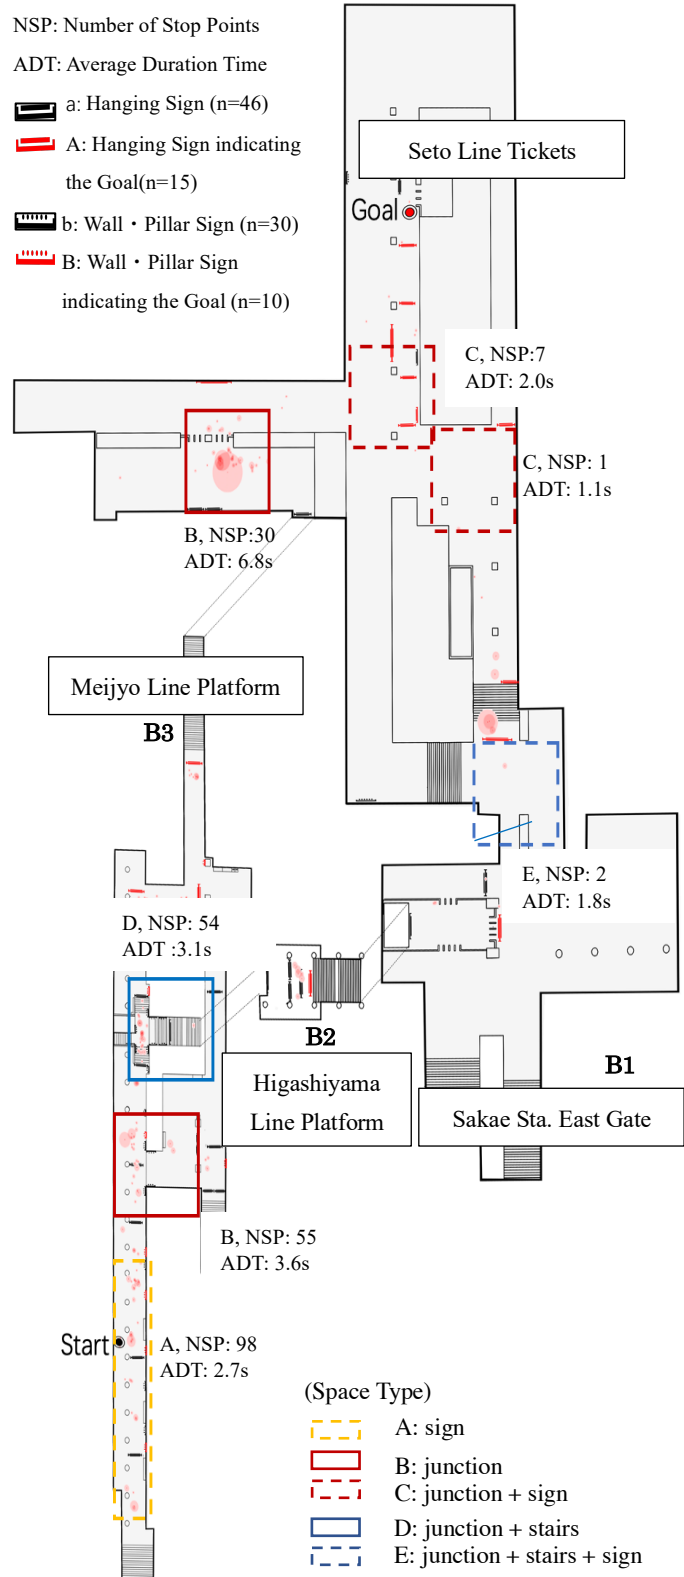 NSP: Number of Stop Points
ADT: Average Duration Time
a: Hanging Sign (n=46)
A: Hanging Sign indicating
the Goal(n=15)
b: Wall・Pillar Sign (n=30)
B: Wall・Pillar Sign
indicating the Goal (n=10)
Seto Line Tickets
Goal
C, NSP:7
ADT: 2.0s
C, NSP: 1
ADT: 1.1s
B, NSP:30
ADT: 6.8s
Meijyo Line Platform
B3
E, NSP: 2
ADT: 1.8s
D, NSP: 54
ADT :3.1s
B2
Higashiyama
Line Platform
B1
Sakae Sta. East Gate
B, NSP: 55
ADT: 3.6s
Start
A, NSP: 98
ADT: 2.7s
(Space Type)
A: sign
B: junction
C: junction + sign
D: junction + stairs
E: junction + stairs + sign